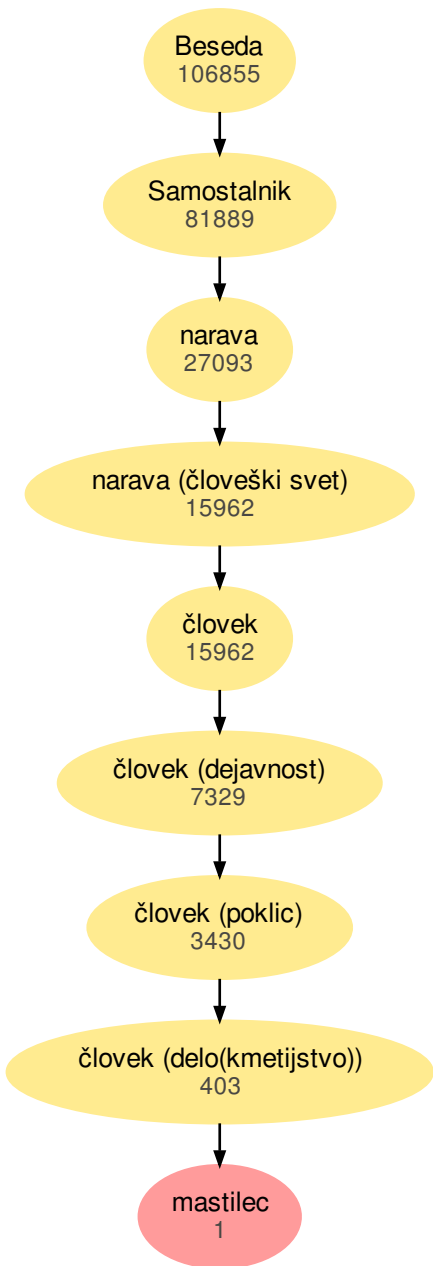 Beseda
106855
Samostalnik
81889
narava
27093
narava (človeški svet)
15962
človek
15962
človek (dejavnost)
7329
človek (poklic)
3430
človek (delo(kmetijstvo))
403
mastilec
1